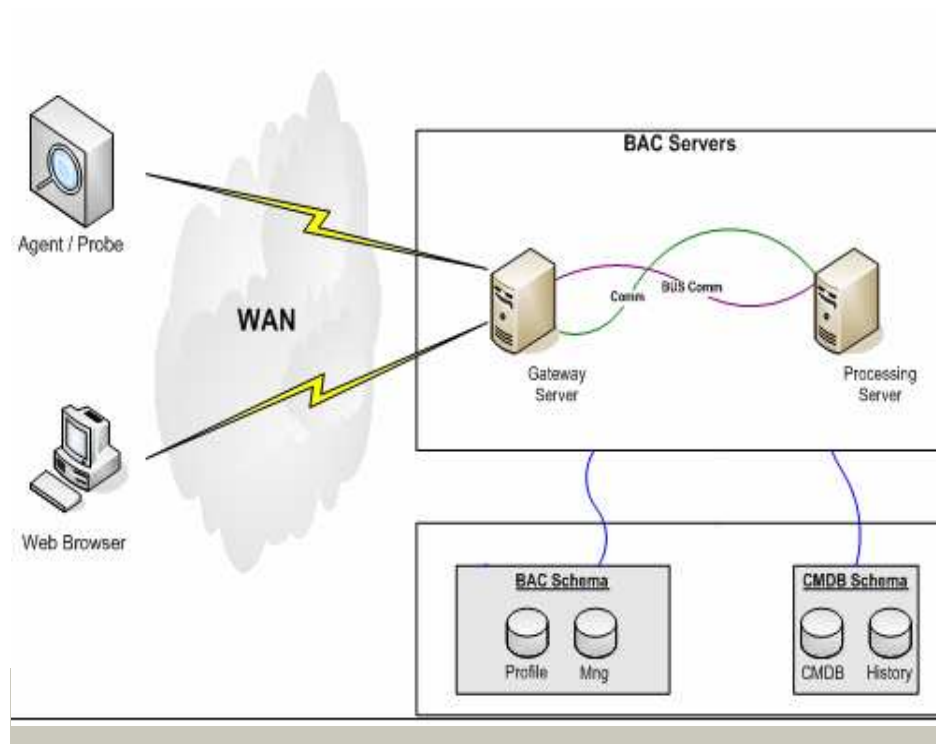 BAC Servers
Agent / Probe
WAN
Comm
BUS Comm
Gateway
Server
Processing
Server
Web Browser
BAC Schema
Profile
Mng
CMDB Schema
CMDB
History